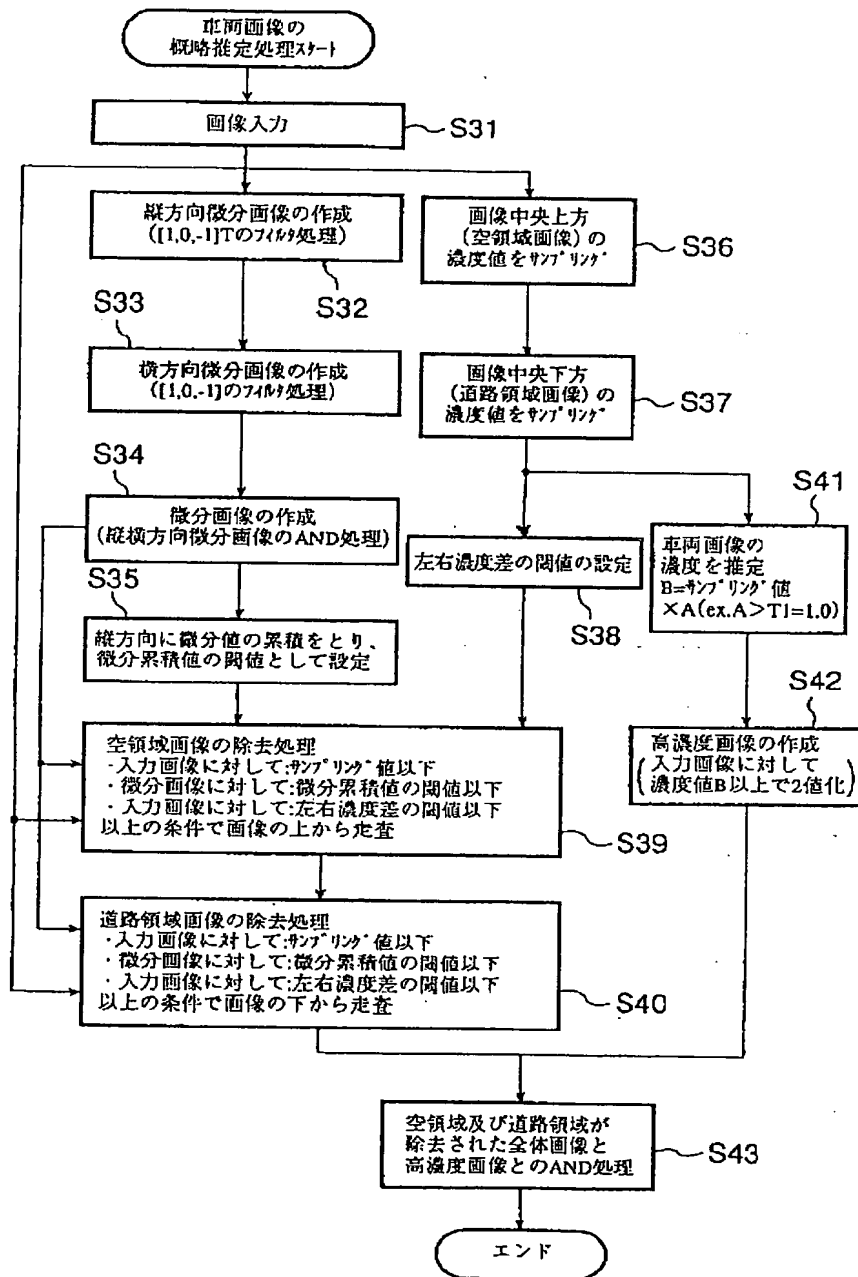 車両画像の
概略推定処理スタート
画像入力
S31
縦方向微分画像の作成
([1,0,-1]Tのフィルタ処理)
S32
画像中央上方
(空領域画像)の
濃度値をサンプリング
S36
S33
横方向微分画像の作成
([1,0,-1]のフィルタ処理)
画像中央下方
(道路領域画像)の
濃度値をサンプリング
S37
S34
微分画像の作成
(縦横方向微分画像のAND処理)
左右濃度差の閾値の設定
S38
S41
車両画像の
濃度を推定
B=サンプリング値
×A(ex.A>T1=1.0)
S35
縦方向に微分値の累積をとり、
微分累積値の閾値として設定
S42
高濃度画像の作成
(入力画像に対して
濃度値B以上で2値化)
空領域画像の除去処理
・入力画像に対して:サンプリング値以下
・微分画像に対して:微分累積値の閾値以下
・入力画像に対して:左右濃度差の閾値以下
以上の条件で画像の上から走査
S39
道路領域画像の除去処理
・入力画像に対して:サンプリング値以下
・微分画像に対して:微分累積値の閾値以下
・入力画像に対して:左右濃度差の閾値以下
以上の条件で画像の下から走査
S40
空領域及び道路領域が
除去された全体画像と
高濃度画像とのAND処理
S43
エンド